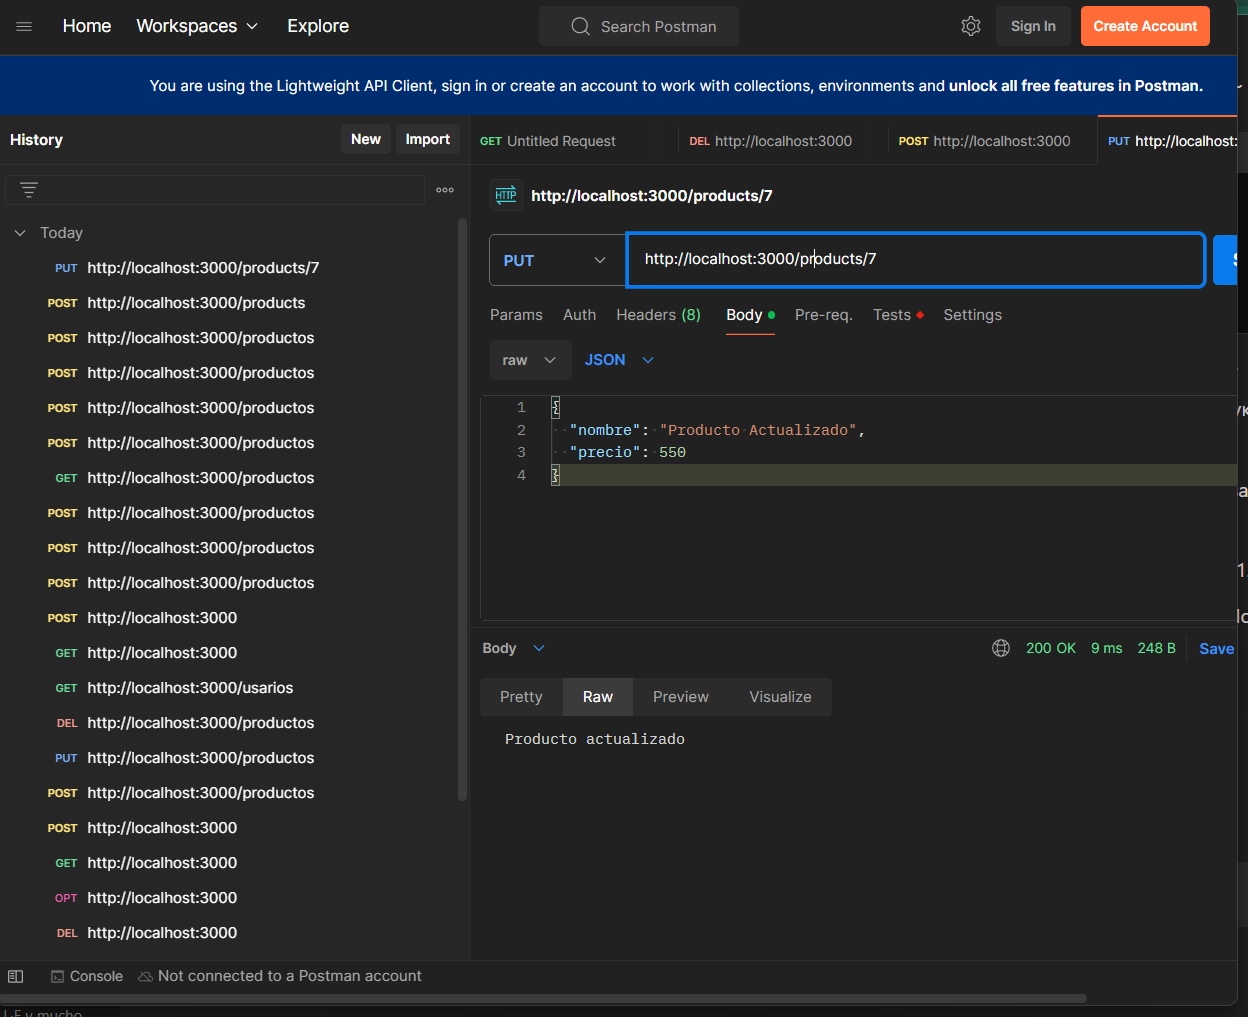 Home Workspaces Explore Search Postman Sign In Create Account
You are using the Lightweight API Client, sign in or create an account to work with collections, environments and unlock all free features in Postman.
History New Import
GET Untitled Request DEL http://localhost:3000 POST http://localhost:3000 PUT http://localhost:
HTTP http://localhost:3000/products/7
Today
PUT http://localhost:3000/products/7
POST http://localhost:3000/products
POST http://localhost:3000/productos
POST http://localhost:3000/productos
POST http://localhost:3000/productos
POST http://localhost:3000/productos
GET http://localhost:3000/productos
POST http://localhost:3000/productos
POST http://localhost:3000/productos
POST http://localhost:3000/productos
POST http://localhost:3000
GET http://localhost:3000
GET http://localhost:3000/usarios
DEL http://localhost:3000/productos
PUT http://localhost:3000/productos
POST http://localhost:3000/productos
POST http://localhost:3000
GET http://localhost:3000
OPT http://localhost:3000
DEL http://localhost:3000
PUT http://localhost:3000/products/7
Params Auth Headers (8) Body Pre-req. Tests Settings
raw JSON
1 {
2 "nombre": "Producto Actualizado",
3 "precio": 550
4 }
Body 200 OK 9 ms 248 B Save
Pretty Raw Preview Visualize
Producto actualizado
Console Not connected to a Postman account